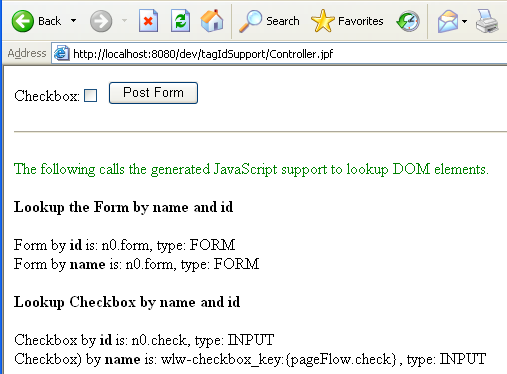 Back Search Favorites
Address http://localhost:8080/dev/tagIdSupport/Controller.jpf
Checkbox: Post Form
The following calls the generated JavaScript support to lookup DOM elements.
Lookup the Form by name and id
Form by id is: n0.form, type: FORM
Form by name is: n0.form, type: FORM
Lookup Checkbox by name and id
Checkbox by id is: n0.check, type: INPUT
Checkbox) by name is: wlw-checkbox_key:{pageFlow.check}, type: INPUT